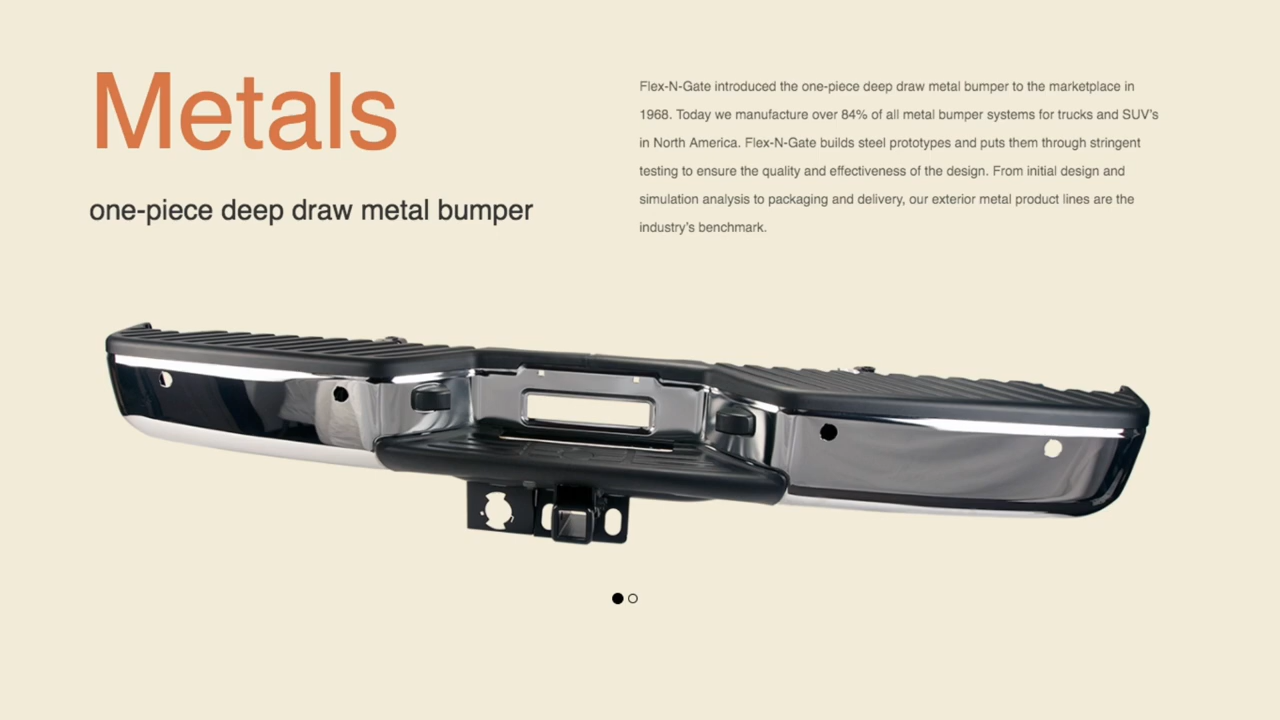 Metals
one-piece deep draw metal bumper
Flex-N-Gate introduced the one-piece deep draw metal bumper to the marketplace in
1968. Today we manufacture over 84% of all metal bumper systems for trucks and SUV's
in North America. Flex-N-Gate builds steel prototypes and puts them through stringent
testing to ensure the quality and effectiveness of the design. From initial design and
simulation analysis to packaging and delivery, our exterior metal product lines are the
industry's benchmark.